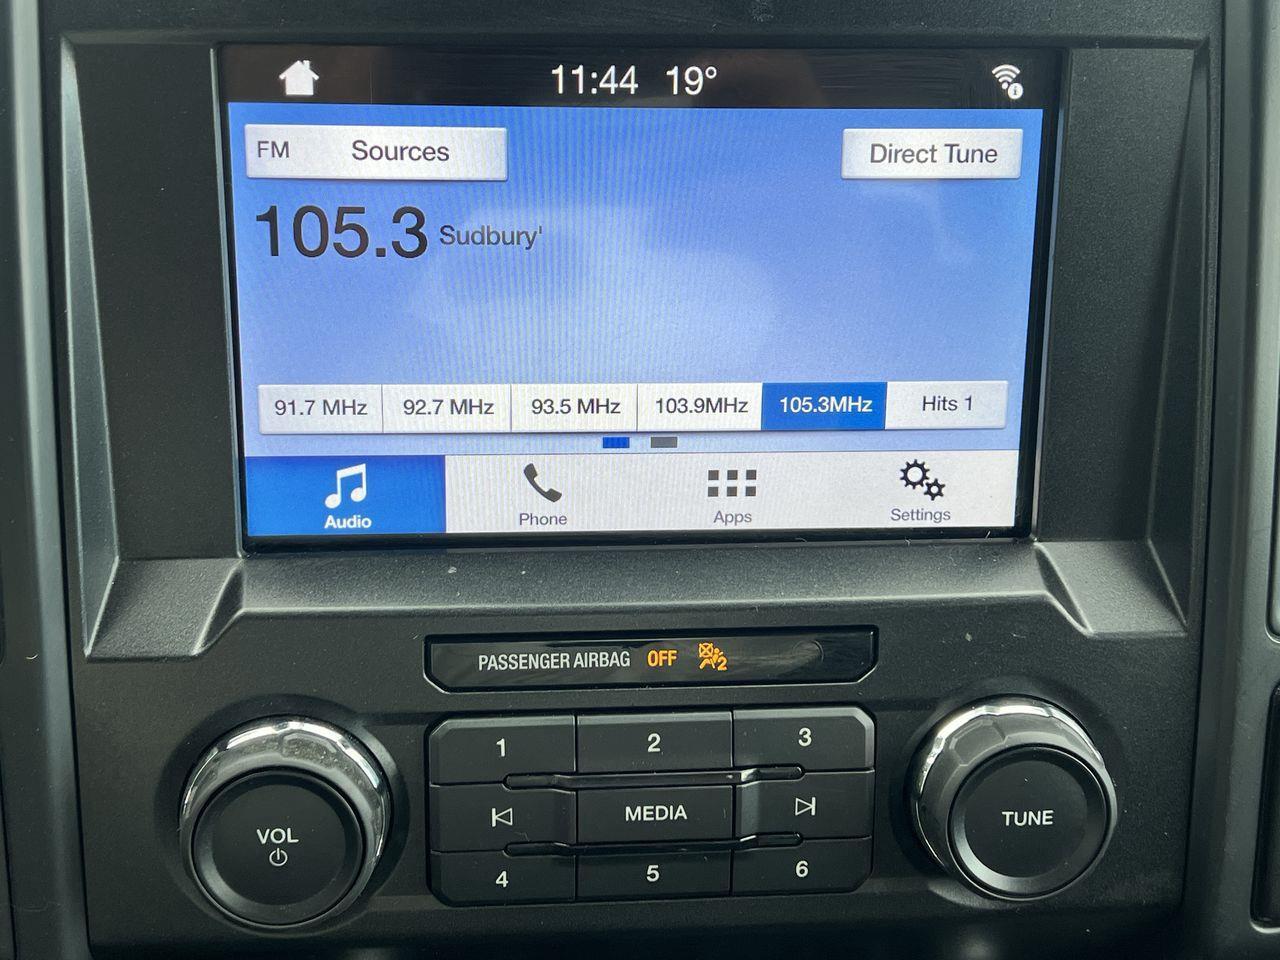 11:44 19°
FM Sources
Direct Tune
105.3 Sudbury'
91.7 MHz 92.7 MHz 93.5 MHz 103.9MHz 105.3MHz Hits 1
Audio Phone Apps Settings
PASSENGER AIRBAG OFF 2
1 2 3
VOL MEDIA TUNE
4 5 6